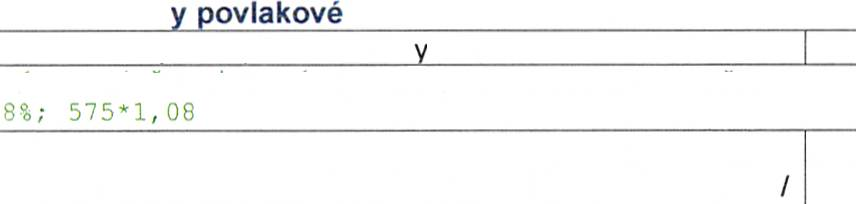 y povlakové
y
8%; 575*1,08
/